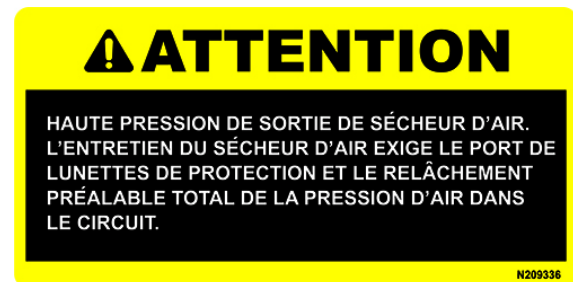 ATTENTION
HAUTE PRESSION DE SORTIE DE SÉCHEUR D'AIR.
L'ENTRETIEN DU SÉCHEUR D'AIR EXIGE LE PORT DE
LUNETTES DE PROTECTION ET LE RELÂCHEMENT
PRÉALABLE TOTAL DE LA PRESSION D'AIR DANS
LE CIRCUIT.
N209336